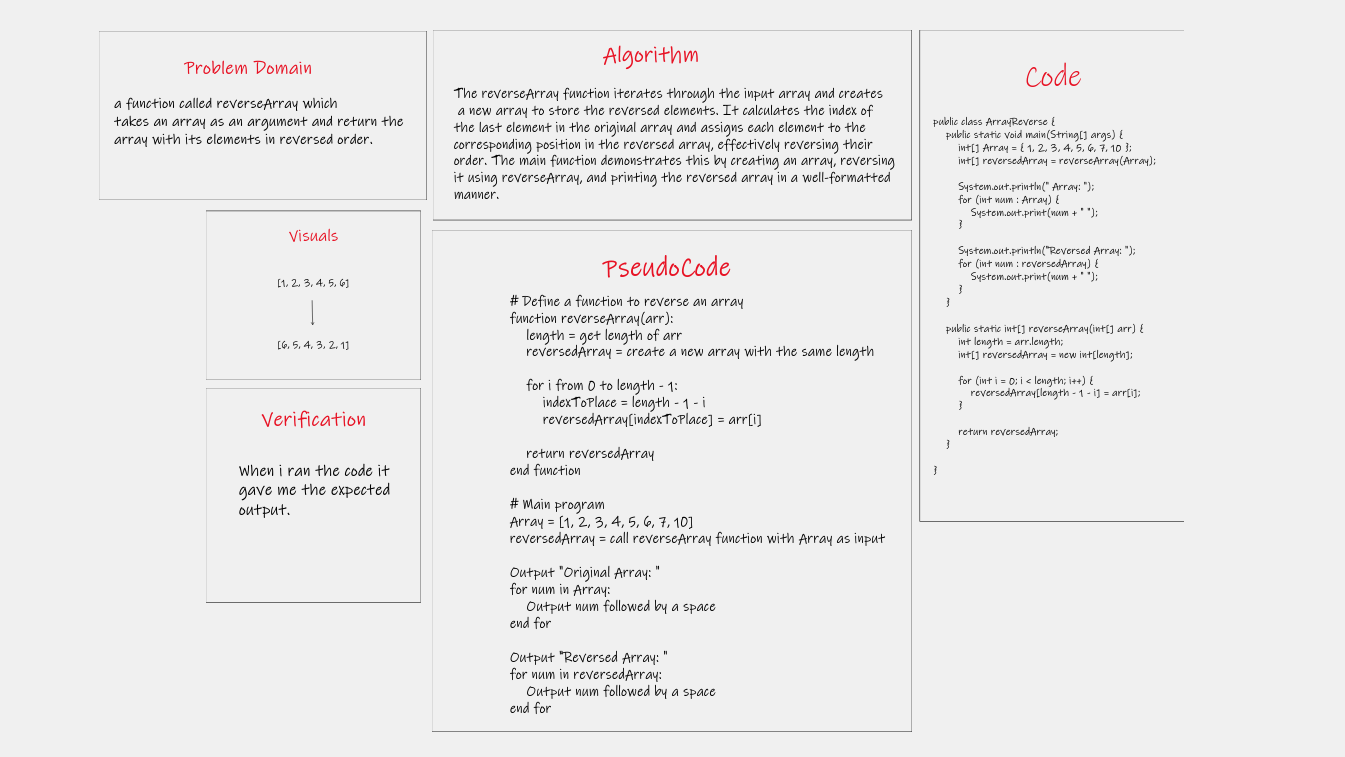 Problem Domain
a function called reverseArray which
takes an array as an argument and return the
array with its elements in reversed order.
Visuals
[1, 2, 3, 4, 5, 6]
[6, 5, 4, 3, 2, 1]
Verification
When i ran the code it
gave me the expected
output.
Algorithm
The reverseArray function iterates through the input array and creates
a new array to store the reversed elements. It calculates the index of
the last element in the original array and assigns each element to the
corresponding position in the reversed array, effectively reversing their
order. The main function demonstrates this by creating an array, reversing
it using reverseArray, and printing the reversed array in a well-formatted
manner.
PseudoCode
# Define a function to reverse an array
function reverseArray(arr):
    length = get length of arr
    reversedArray = create a new array with the same length

    for i from 0 to length - 1:
        indexToPlace = length - 1 - i
        reversedArray[indexToPlace] = arr[i]

    return reversedArray
end function

# Main program
Array = [1, 2, 3, 4, 5, 6, 7, 10]
reversedArray = call reverseArray function with Array as input

Output "Original Array: "
for num in Array:
    Output num followed by a space
end for

Output "Reversed Array: "
for num in reversedArray:
    Output num followed by a space
end for
Code
public class ArrayReverse {
    public static void main(String[] args) {
        int[] Array = { 1, 2, 3, 4, 5, 6, 7, 10 };
        int[] reversedArray = reverseArray(Array);

        System.out.println(" Array: ");
        for (int num : Array) {
            System.out.print(num + " ");
        }

        System.out.println("Reversed Array: ");
        for (int num : reversedArray) {
            System.out.print(num + " ");
        }
    }

    public static int[] reverseArray(int[] arr) {
        int length = arr.length;
        int[] reversedArray = new int[length];

        for (int i = 0; i < length; i++) {
            reversedArray[length - 1 - i] = arr[i];
        }

        return reversedArray;
    }

}